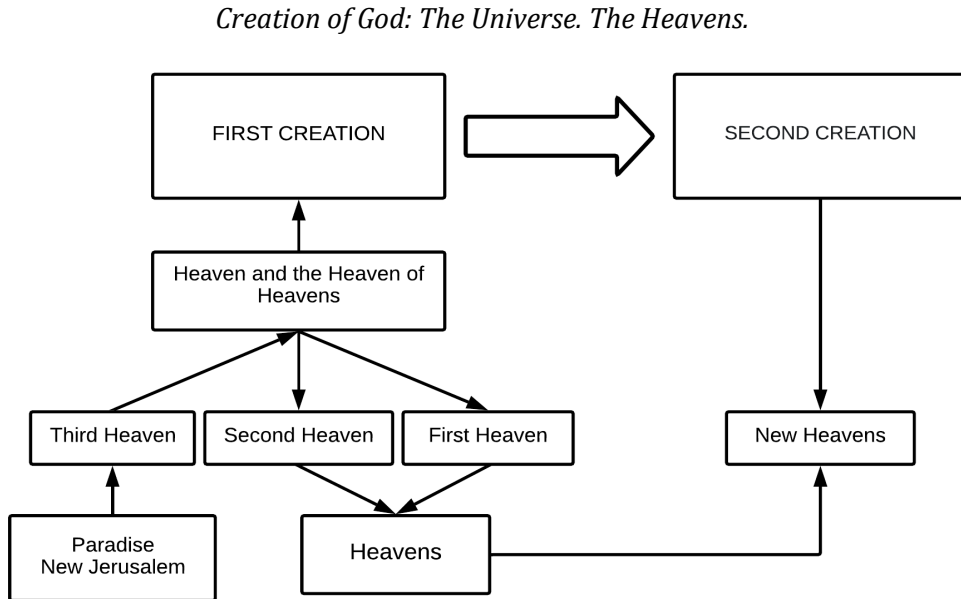 Creation of God: The Universe. The Heavens.
FIRST CREATION
SECOND CREATION
Heaven and the Heaven of
Heavens
Third Heaven
Second Heaven
First Heaven
New Heavens
Paradise
New Jerusalem
Heavens